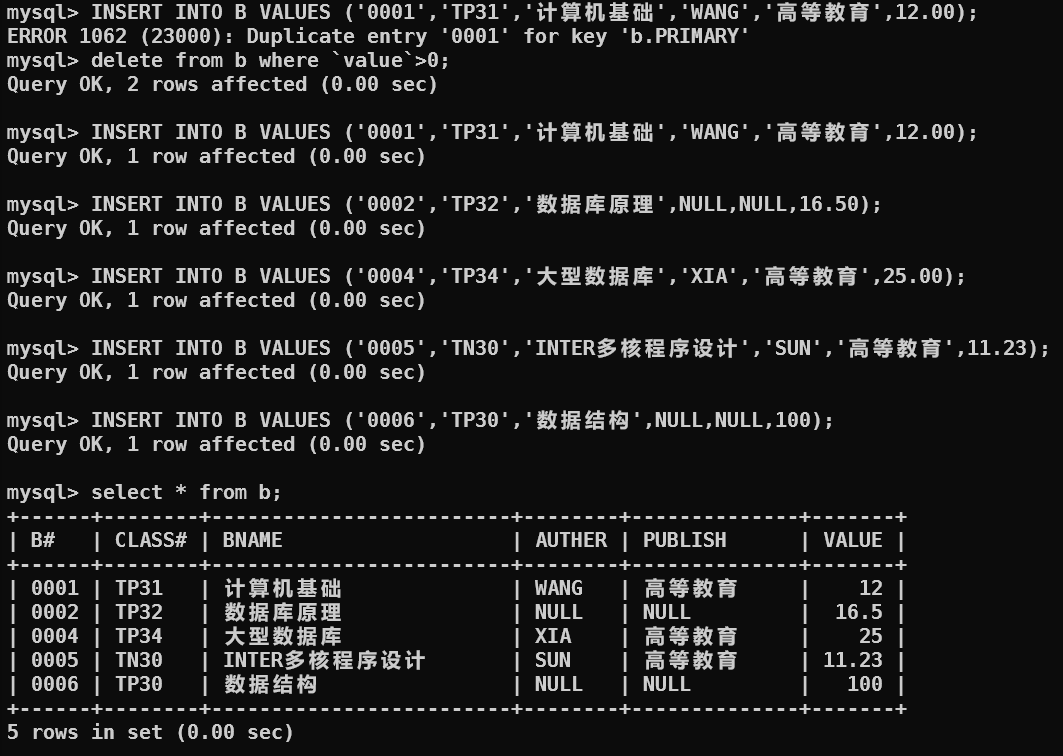 mysql> INSERT INTO B VALUES ('0001','TP31','计算机基础','WANG','高等教育',12.00);
ERROR 1062 (23000): Duplicate entry '0001' for key 'b.PRIMARY'
mysql> delete from b where `value`>0;
Query OK, 2 rows affected (0.00 sec)
mysql> INSERT INTO B VALUES ('0001','TP31','计算机基础','WANG','高等教育',12.00);
Query OK, 1 row affected (0.00 sec)
mysql> INSERT INTO B VALUES ('0002','TP32','数据库原理',NULL,NULL,16.50);
Query OK, 1 row affected (0.00 sec)
mysql> INSERT INTO B VALUES ('0004','TP34','大型数据库','XIA','高等教育',25.00);
Query OK, 1 row affected (0.00 sec)
mysql> INSERT INTO B VALUES ('0005','TN30','INTER多核程序设计','SUN','高等教育',11.23);
Query OK, 1 row affected (0.00 sec)
mysql> INSERT INTO B VALUES ('0006','TP30','数据结构',NULL,NULL,100);
Query OK, 1 row affected (0.00 sec)
mysql> select * from b;
+------+--------+-------------------------+--------+--------------+-------+
| B#   | CLASS# | BNAME                   | AUTHER | PUBLISH      | VALUE |
+------+--------+-------------------------+--------+--------------+-------+
| 0001 | TP31   | 计算机基础              | WANG   | 高等教育     |    12 |
| 0002 | TP32   | 数据库原理              | NULL   | NULL         |  16.5 |
| 0004 | TP34   | 大型数据库              | XIA    | 高等教育     |    25 |
| 0005 | TN30   | INTER多核程序设计       | SUN    | 高等教育     | 11.23 |
| 0006 | TP30   | 数据结构                | NULL   | NULL         |   100 |
+------+--------+-------------------------+--------+--------------+-------+
5 rows in set (0.00 sec)